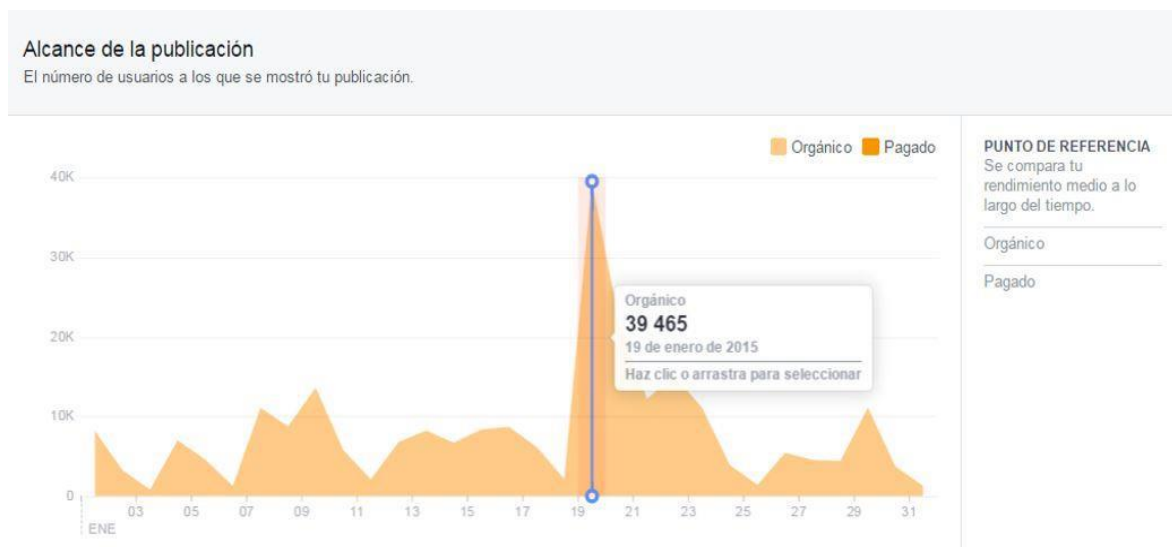 Alcance de la publicación
El número de usuarios a los que se mostró tu publicación.
Orgánico Pagado
PUNTO DE REFERENCIA
Se compara tu
rendimiento medio a lo
largo del tiempo.
Orgánico
Pagado
40K
30K
20K
10K
0
Orgánico
39 465
19 de enero de 2015
Haz clic o arrastra para seleccionar
03 05 07 09 11 13 15 17 19 21 23 25 27 29 31
ENE